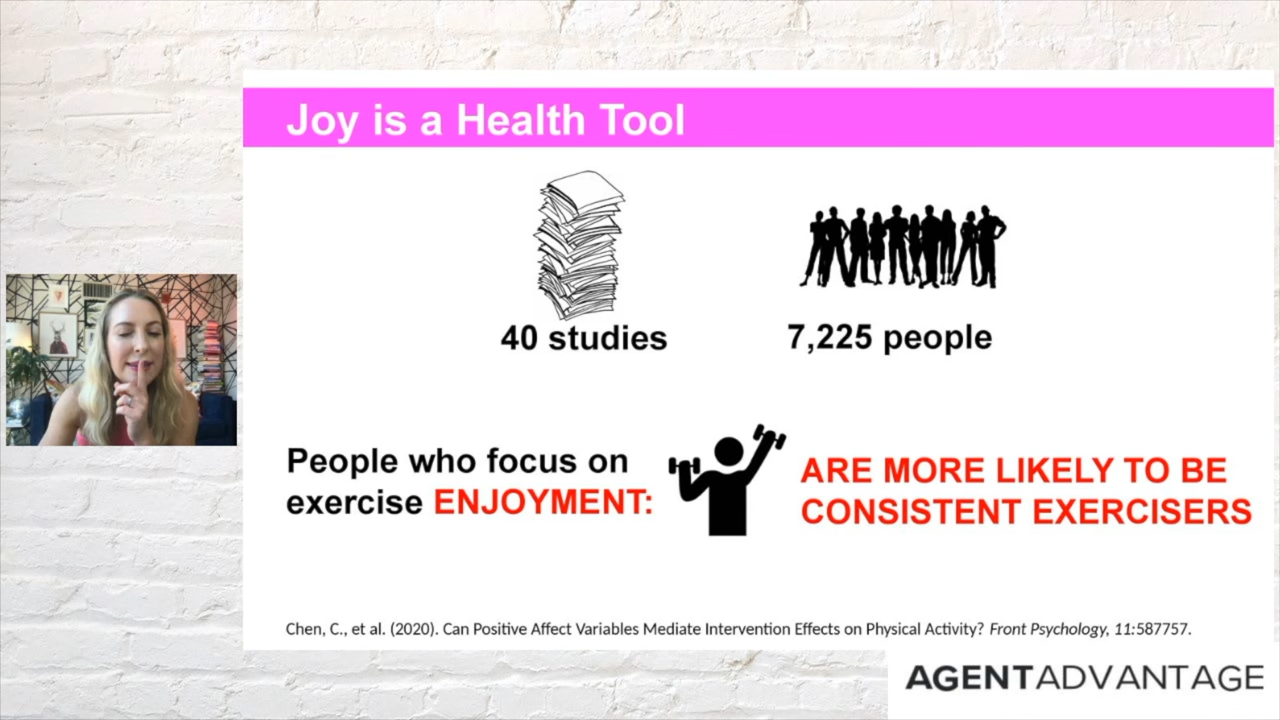 Joy is a Health Tool
40 studies
7,225 people
People who focus on
exercise ENJOYMENT:
ARE MORE LIKELY TO BE
CONSISTENT EXERCISERS
Chen, C., et al. (2020). Can Positive Affect Variables Mediate Intervention Effects on Physical Activity? Front Psychology, 11:587757.
AGENTADVANTAGE